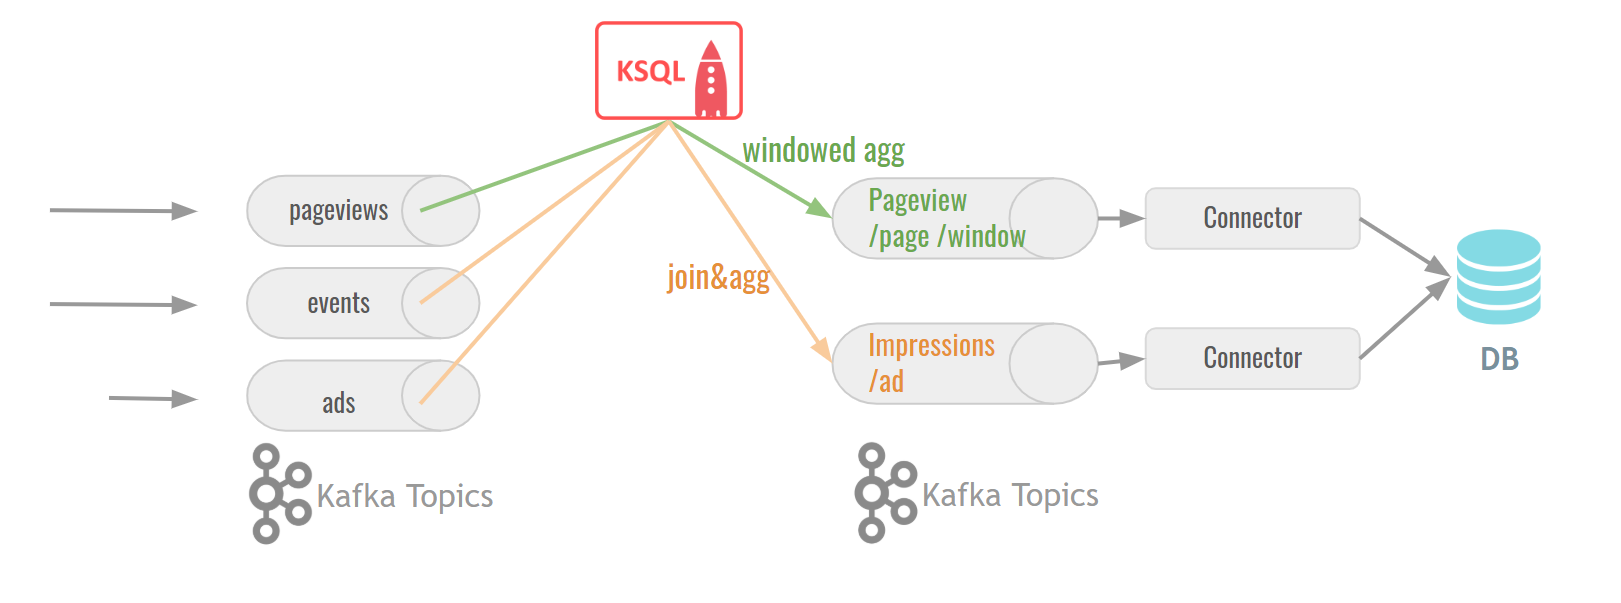 KSQL
windowed agg
pageviews
Pageview
/page /window
Connector
join&agg
events
Impressions
/ad
Connector
DB
ads
Kafka Topics
Kafka Topics